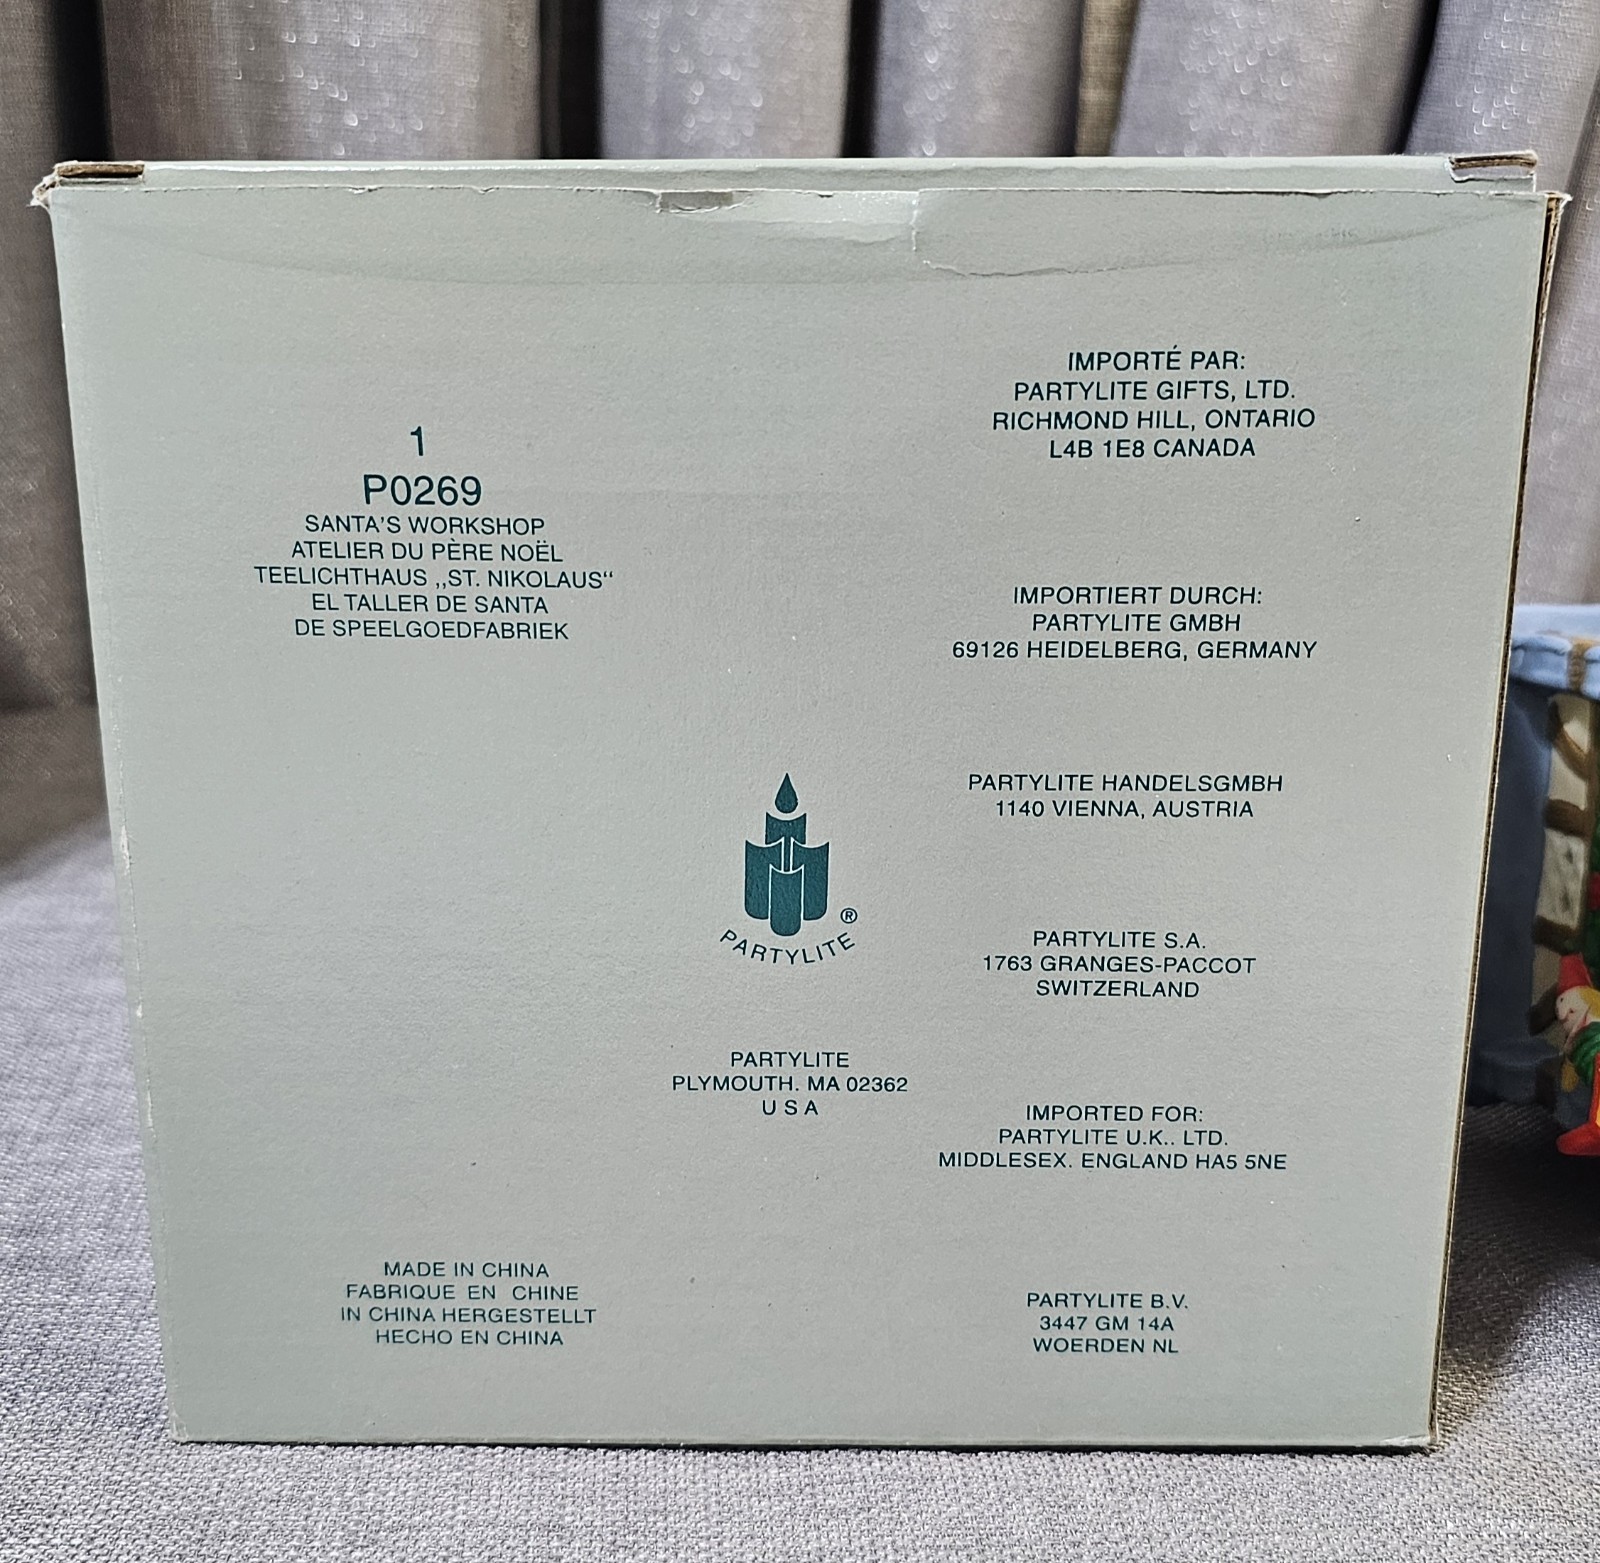 1
P0269
SANTA'S WORKSHOP
ATELIER DU PÈRE NOËL
TEELICHTHAUS „ST. NIKOLAUS“
EL TALLER DE SANTA
DE SPEELGOEDFABRIEK
IMPORTÉ PAR:
PARTYLITE GIFTS, LTD.
RICHMOND HILL, ONTARIO
L4B 1E8 CANADA
IMPORTIERT DURCH:
PARTYLITE GMBH
69126 HEIDELBERG, GERMANY
PARTYLITE HANDELSGMBH
1140 VIENNA, AUSTRIA
PARTYLITE S.A.
1763 GRANGES-PACCOT
SWITZERLAND
PARTYLITE ®
PARTYLITE
PLYMOUTH. MA 02362
U S A
IMPORTED FOR:
PARTYLITE U.K.. LTD.
MIDDLESEX. ENGLAND HA5 5NE
MADE IN CHINA
FABRIQUE EN CHINE
IN CHINA HERGESTELLT
HECHO EN CHINA
PARTYLITE B.V.
3447 GM 14A
WOERDEN NL